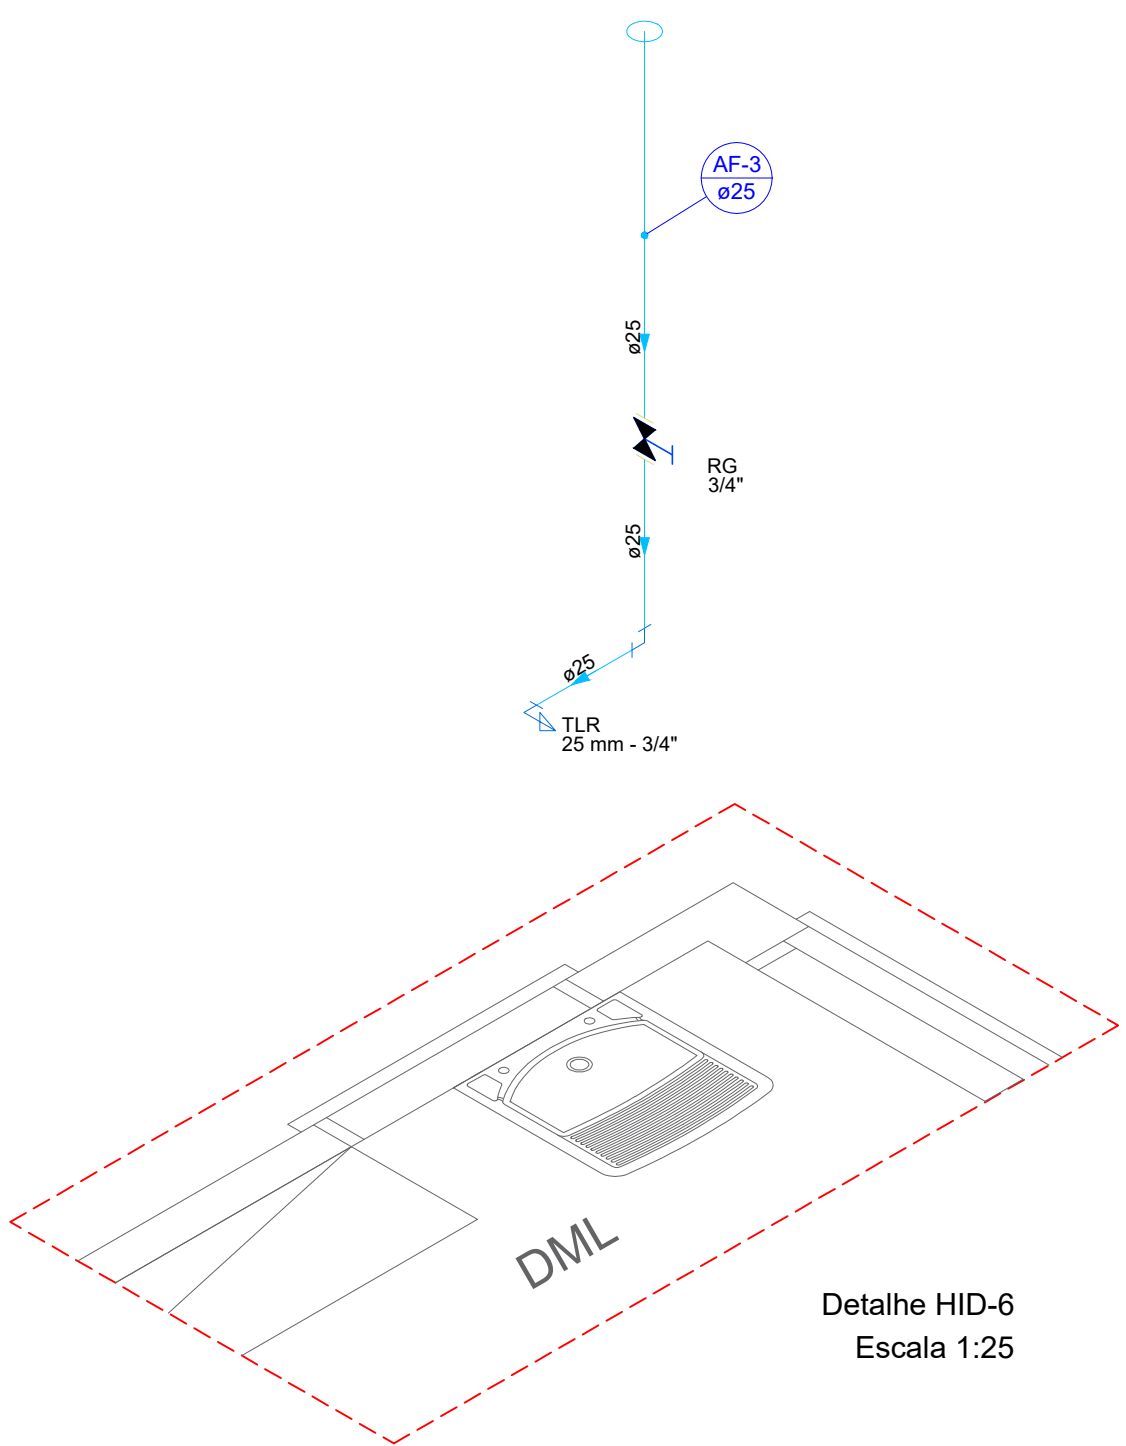 AF-3
ø25
ø25
RG
3/4"
ø25
ø25
TLR
25 mm - 3/4"
DML
Detalhe HID-6
Escala 1:25